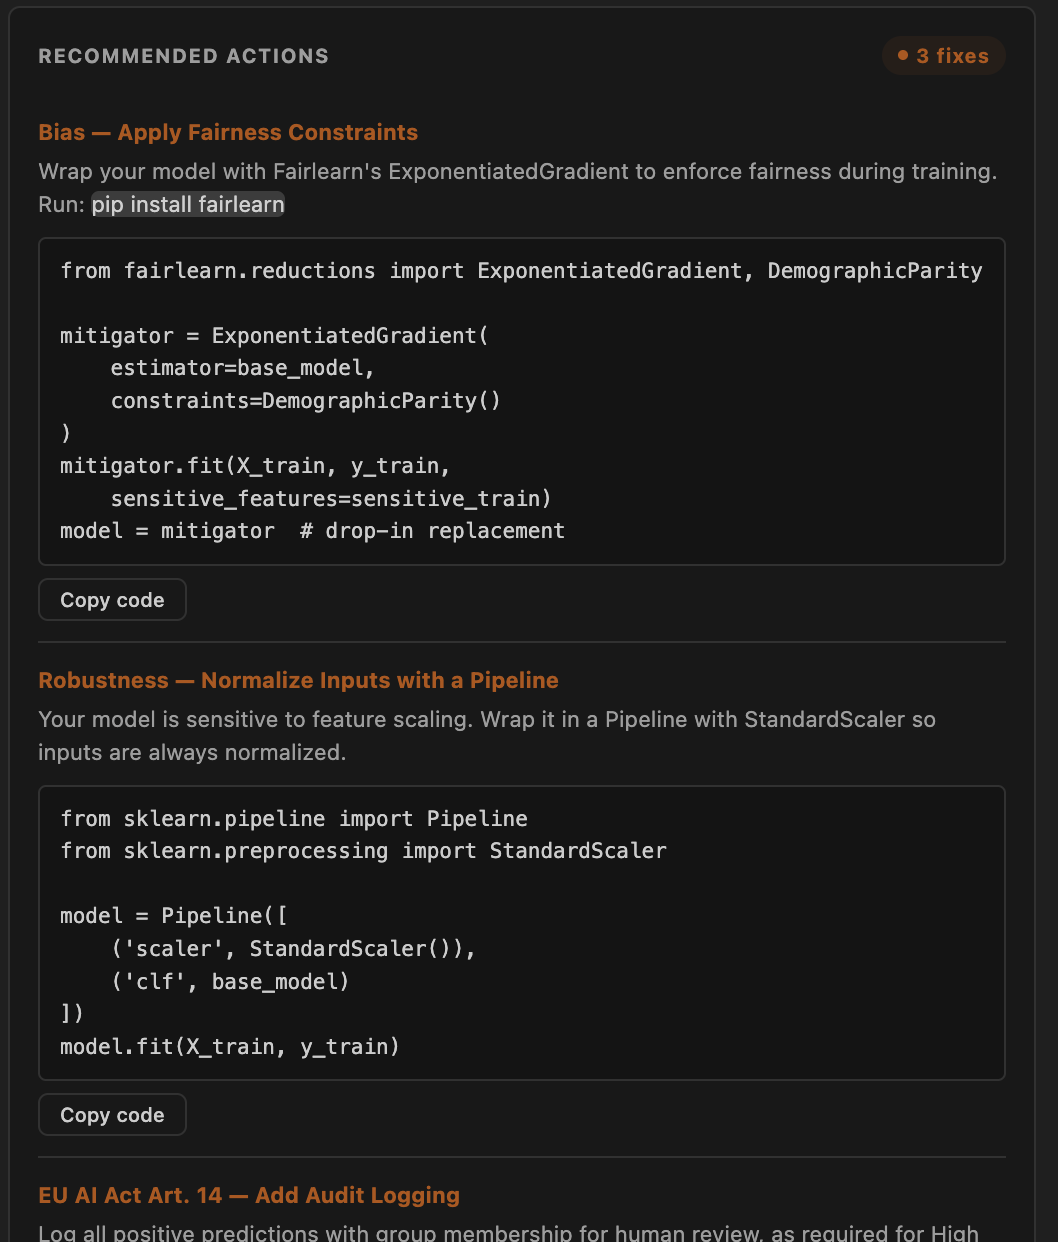 RECOMMENDED ACTIONS
3 fixes
Bias — Apply Fairness Constraints
Wrap your model with Fairlearn's ExponentiatedGradient to enforce fairness during training.
Run: pip install fairlearn
from fairlearn.reductions import ExponentiatedGradient, DemographicParity
mitigator = ExponentiatedGradient(
    estimator=base_model,
    constraints=DemographicParity()
)
mitigator.fit(X_train, y_train,
    sensitive_features=sensitive_train)
model = mitigator  # drop-in replacement
Copy code
Robustness — Normalize Inputs with a Pipeline
Your model is sensitive to feature scaling. Wrap it in a Pipeline with StandardScaler so
inputs are always normalized.
from sklearn.pipeline import Pipeline
from sklearn.preprocessing import StandardScaler
model = Pipeline([
    ('scaler', StandardScaler()),
    ('clf', base_model)
])
model.fit(X_train, y_train)
Copy code
EU AI Act Art. 14 — Add Audit Logging
Log all positive predictions with group membership for human review, as required for High